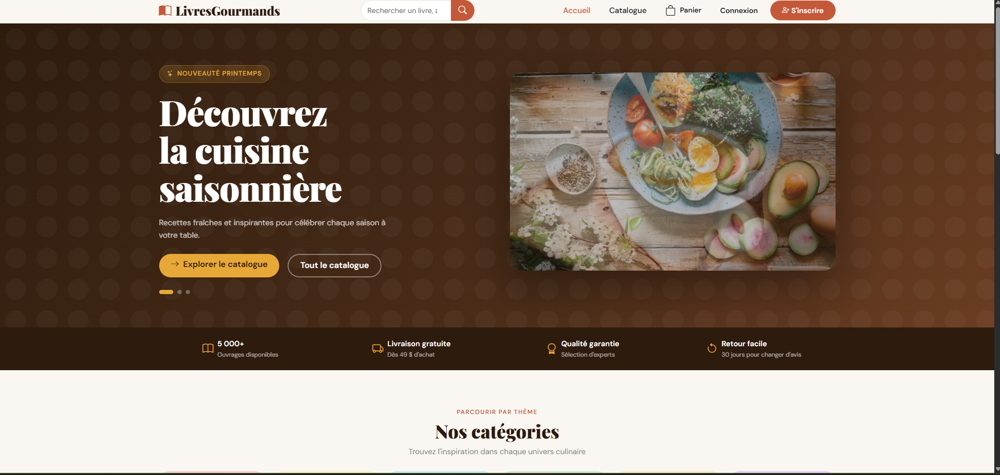 LivresGourmands
Rechercher un livre, a
Accueil
Catalogue
Panier
Connexion
S'inscrire
NOUVEAUTÉ PRINTEMPS
Découvrez
la cuisine
saisonnière
Recettes fraîches et inspirantes pour célébrer chaque saison à
votre table.
Explorer le catalogue
Tout le catalogue
5 000+
Ouvrages disponibles
Livraison gratuite
Dès 49 $ d'achat
Qualité garantie
Sélection d'experts
Retour facile
30 jours pour changer d'avis
PARCOURIR PAR THÈME
Nos catégories
Trouvez l'inspiration dans chaque univers culinaire